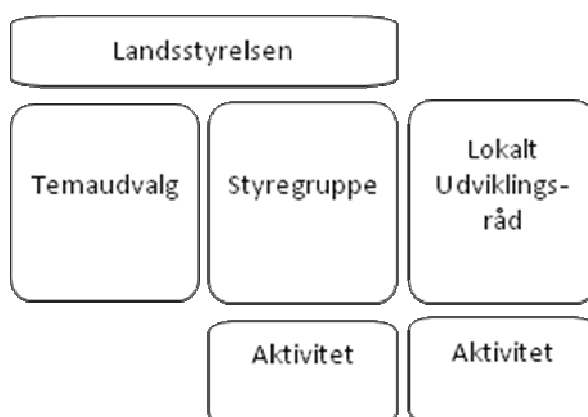 Landsstyrelsen
Temaudvalg
Styregruppe
Lokalt
Udviklings-
råd
Aktivitet
Aktivitet